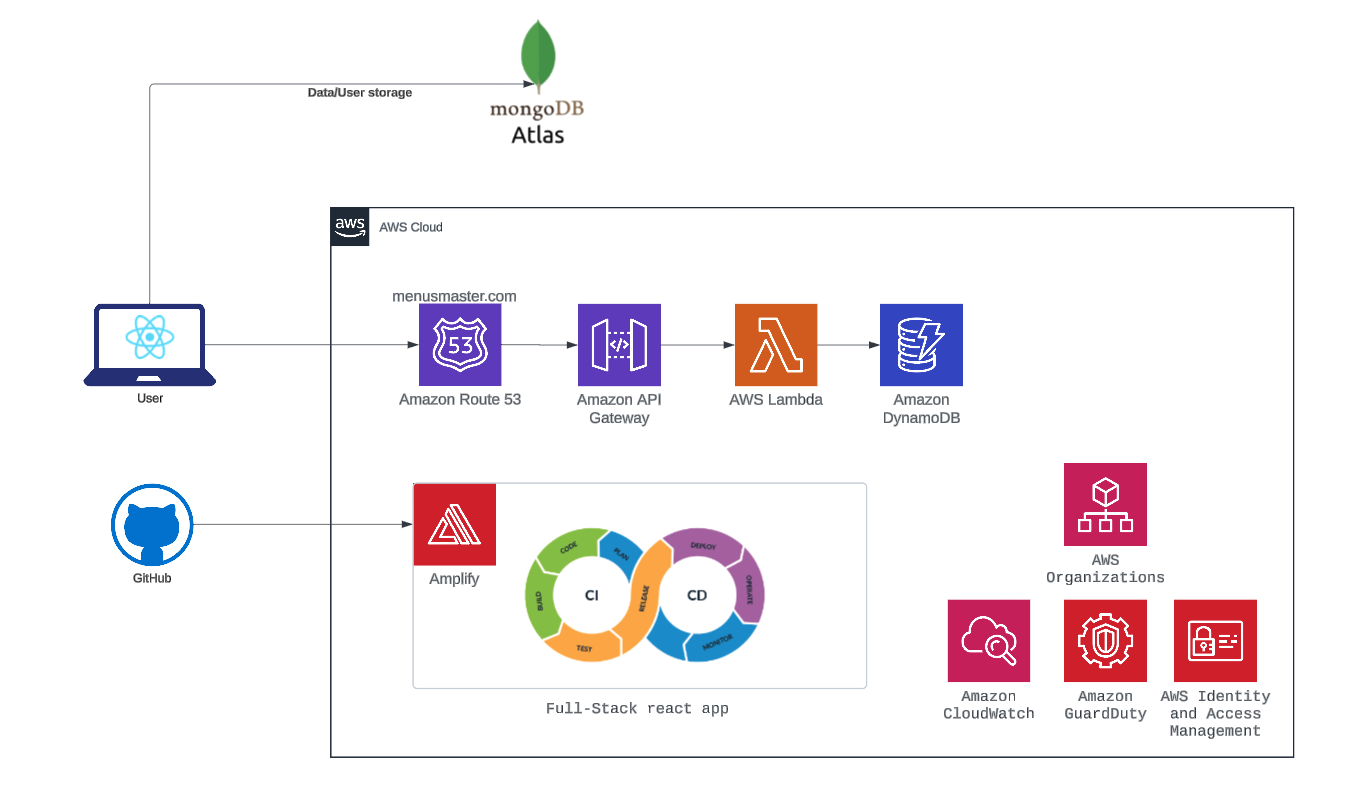 Data/User storage
mongoDB
Atlas
aws
AWS Cloud
menusmaster.com
53
</>
User
Amazon Route 53
Amazon API
Gateway
AWS Lambda
Amazon
DynamoDB
GitHub
Amplify
CODE
PLAN
BUILD
CI
TEST
RELEASE
DEPLOY
CD
OPERATE
MONITOR
Full-Stack react app
AWS
Organizations
Amazon
CloudWatch
Amazon
GuardDuty
AWS Identity
and Access
Management